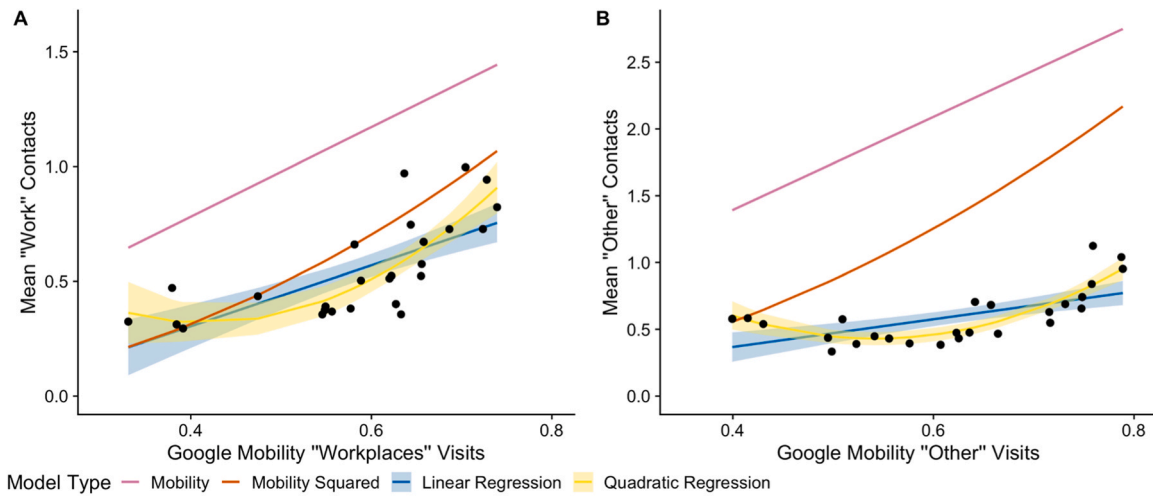 A
B
1.5
1.0
0.5
0.0
Mean "Work" Contacts
0.4
0.6
0.8
Google Mobility "Workplaces" Visits
2.5
2.0
1.5
1.0
0.5
0.0
Mean "Other" Contacts
0.4
0.6
0.8
Google Mobility "Other" Visits
Model Type Mobility Mobility Squared Linear Regression Quadratic Regression